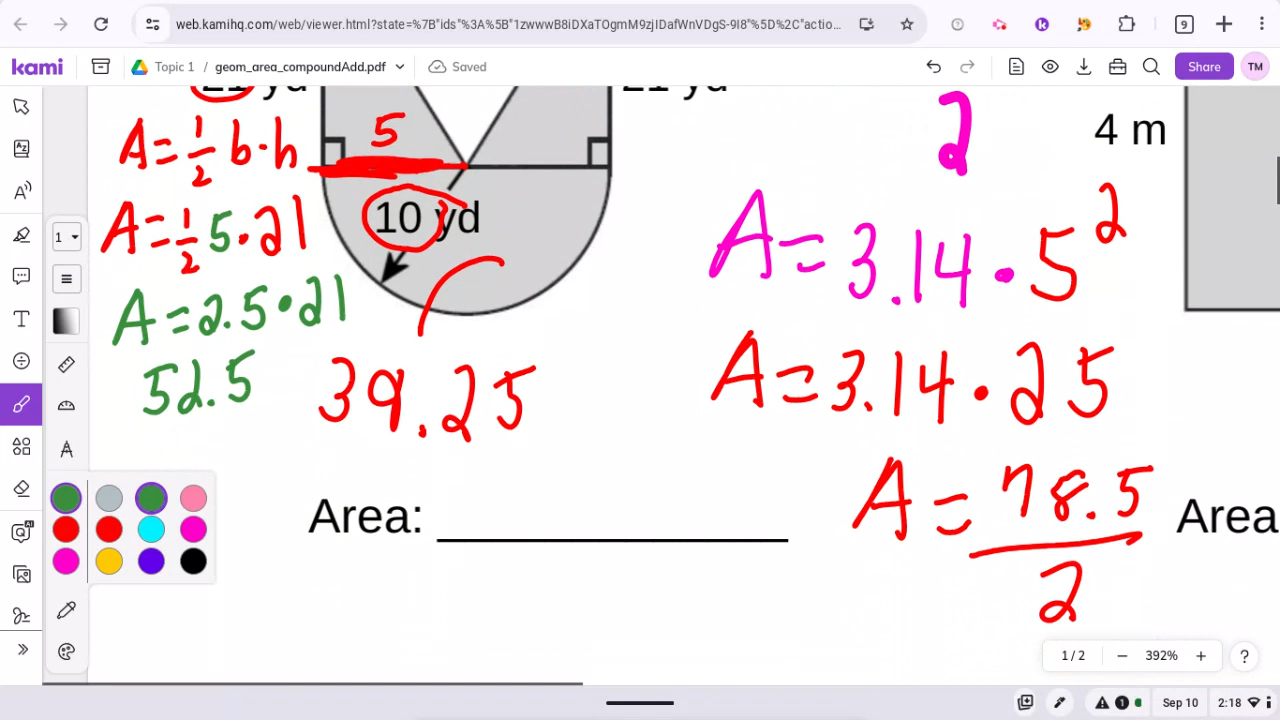 web.kamihq.com/web/viewer.html?state=%7B"ids"%3A%5B"1zwwwB8iDXaTOgmM9zjIDafWnVDgS-9I8"%5D%2C"actio...
9
kami
Topic 1 / geom_area_compoundAdd.pdf
Saved
Share
TM
21 yd
21 yd
5
A=1/2 b·h
10 yd
A=1/2 5·21
A=2.5·21
52.5
39.25
2
4 m
A=3.14·5²
A=3.14·25
A=78.5/2
Area:
Area
1
1 / 2
392%
Sep 10
2:18